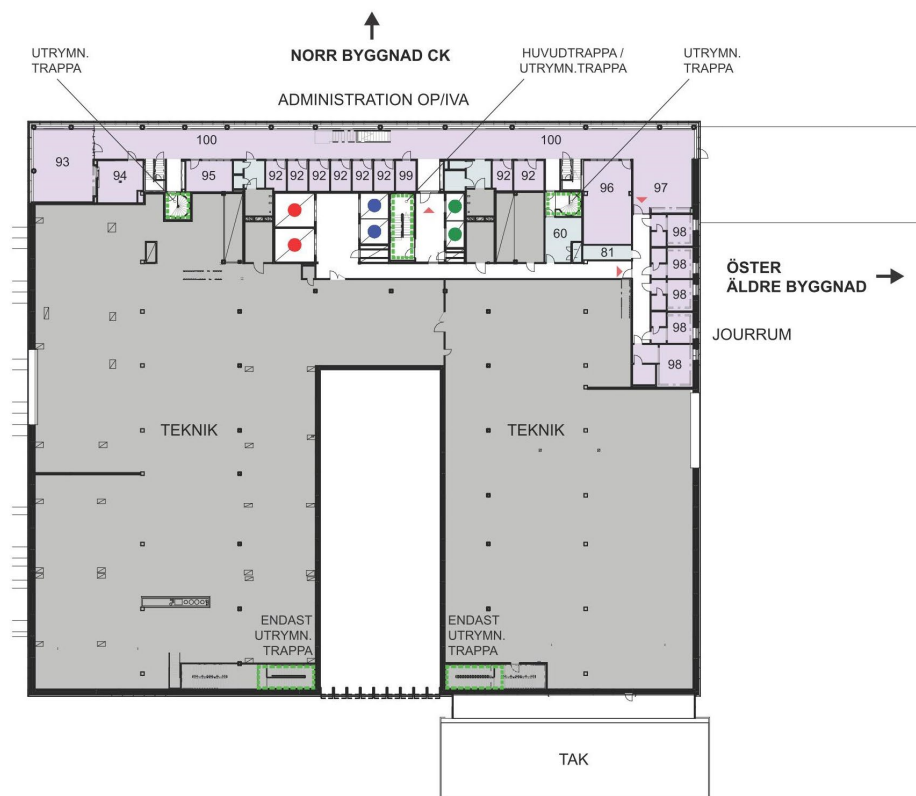 NORR BYGGNAD CK
UTRYMN.
TRAPPA
HUVUDTRAPPA /
UTRYMN.TRAPPA
UTRYMN.
TRAPPA
ADMINISTRATION OP/IVA
100
100
93
94
95
92
92
92
92
92
92
99
92
92
96
97
60
81
98
98
98
98
98
ÖSTER
ÄLDRE BYGGNAD
JOURRUM
TEKNIK
TEKNIK
ENDAST
UTRYMN.
TRAPPA
ENDAST
UTRYMN.
TRAPPA
TAK